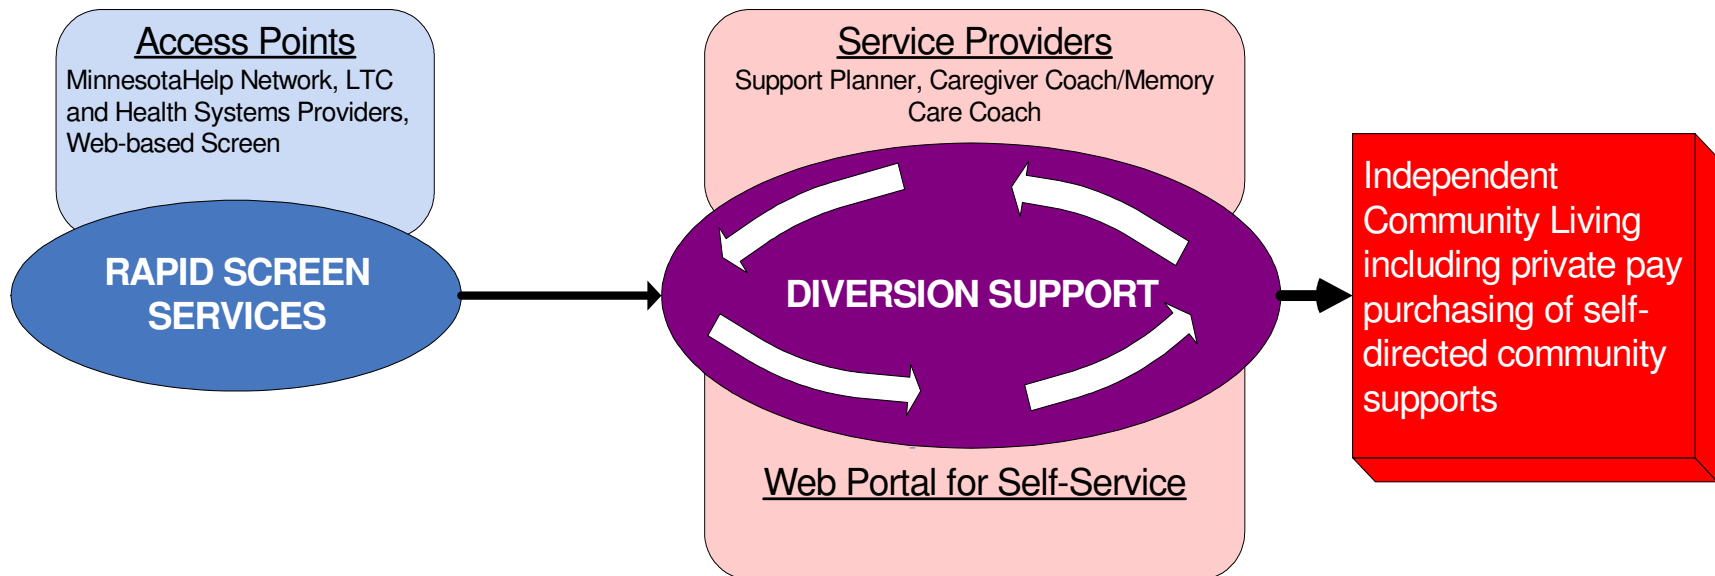 Access Points
MinnesotaHelp Network, LTC
and Health Systems Providers,
Web-based Screen
RAPID SCREEN
SERVICES
Service Providers
Support Planner, Caregiver Coach/Memory
Care Coach
DIVERSION SUPPORT
Web Portal for Self-Service
Independent
Community Living
including private pay
purchasing of self-
directed community
supports